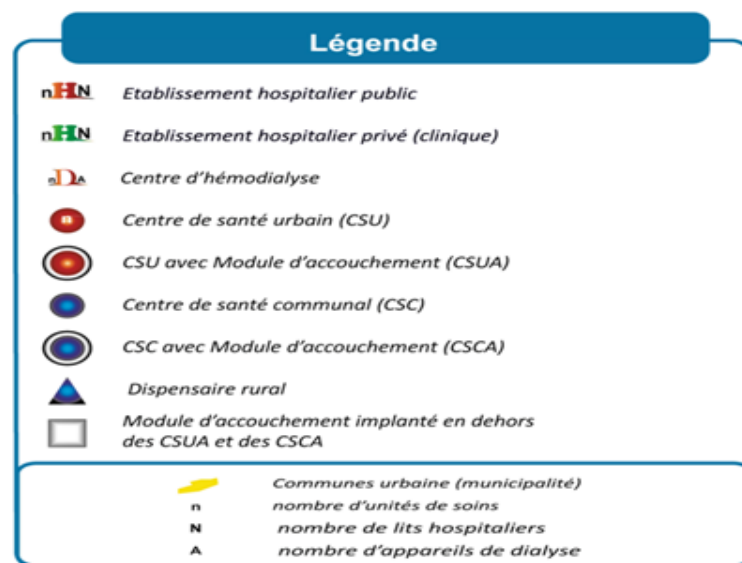 Légende
nHN Etablissement hospitalier public
nHN Etablissement hospitalier privé (clinique)
nDA Centre d'hémodialyse
n Centre de santé urbain (CSU)
CSU avec Module d'accouchement (CSUA)
Centre de santé communal (CSC)
CSC avec Module d'accouchement (CSCA)
Dispensaire rural
Module d'accouchement implanté en dehors
des CSUA et des CSCA
Communes urbaine (municipalité)
n nombre d'unités de soins
N nombre de lits hospitaliers
A nombre d'appareils de dialyse